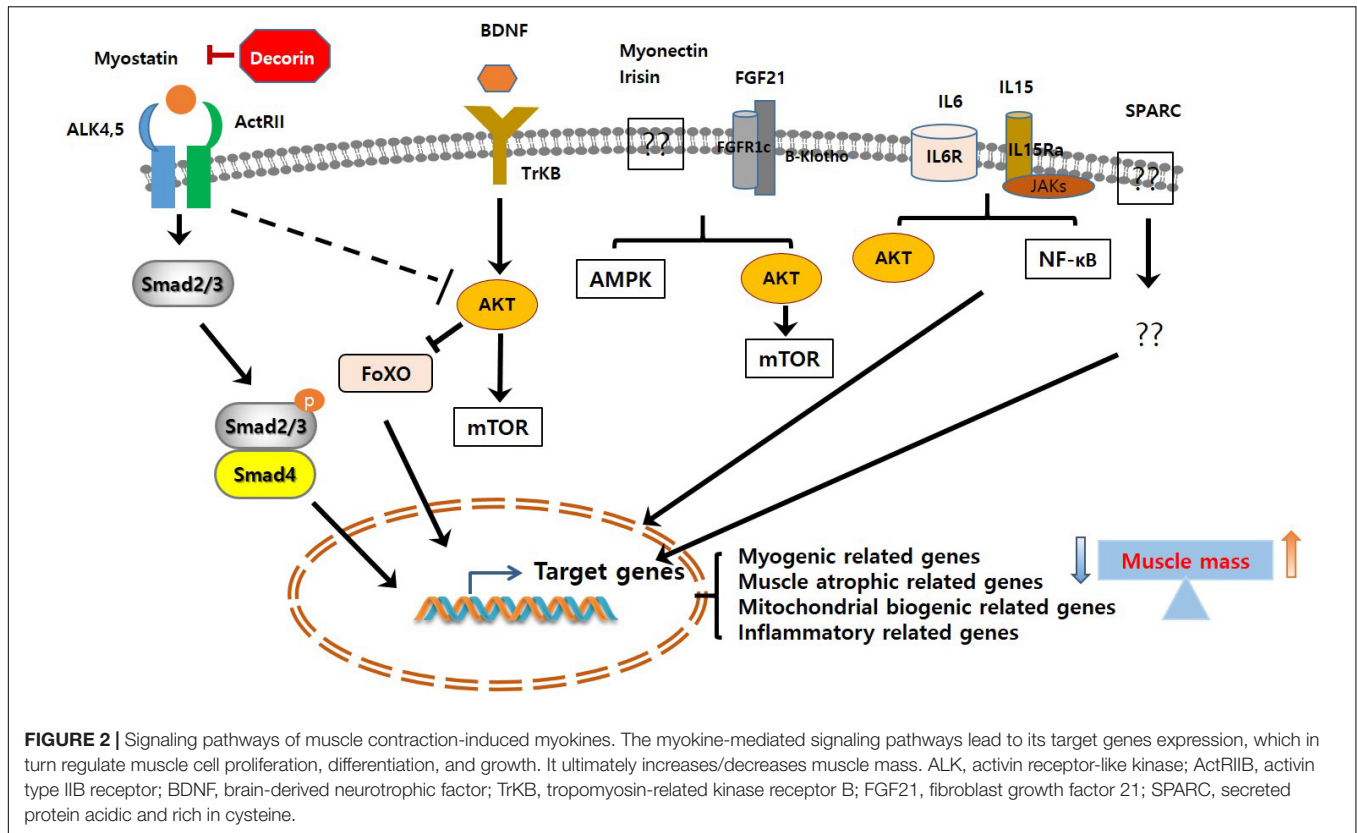 BDNF
Myostatin
Decorin
Myonectin
Irisin
FGF21
IL6
IL15
SPARC
ALK4,5
ActRII
TrKB
??
FGFR1c
B-Klotho
IL6R
IL15Ra
JAKs
??
Smad2/3
AKT
AMPK
AKT
AKT
NF-κB
mTOR
??
FoXO
mTOR
p
Smad2/3
Smad4
Target genes
Myogenic related genes
Muscle atrophic related genes
Mitochondrial biogenic related genes
Inflammatory related genes
Muscle mass
FIGURE 2 | Signaling pathways of muscle contraction-induced myokines. The myokine-mediated signaling pathways lead to its target genes expression, which in
turn regulate muscle cell proliferation, differentiation, and growth. It ultimately increases/decreases muscle mass. ALK, activin receptor-like kinase; ActRIIB, activin
type IIB receptor; BDNF, brain-derived neurotrophic factor; TrKB, tropomyosin-related kinase receptor B; FGF21, fibroblast growth factor 21; SPARC, secreted
protein acidic and rich in cysteine.